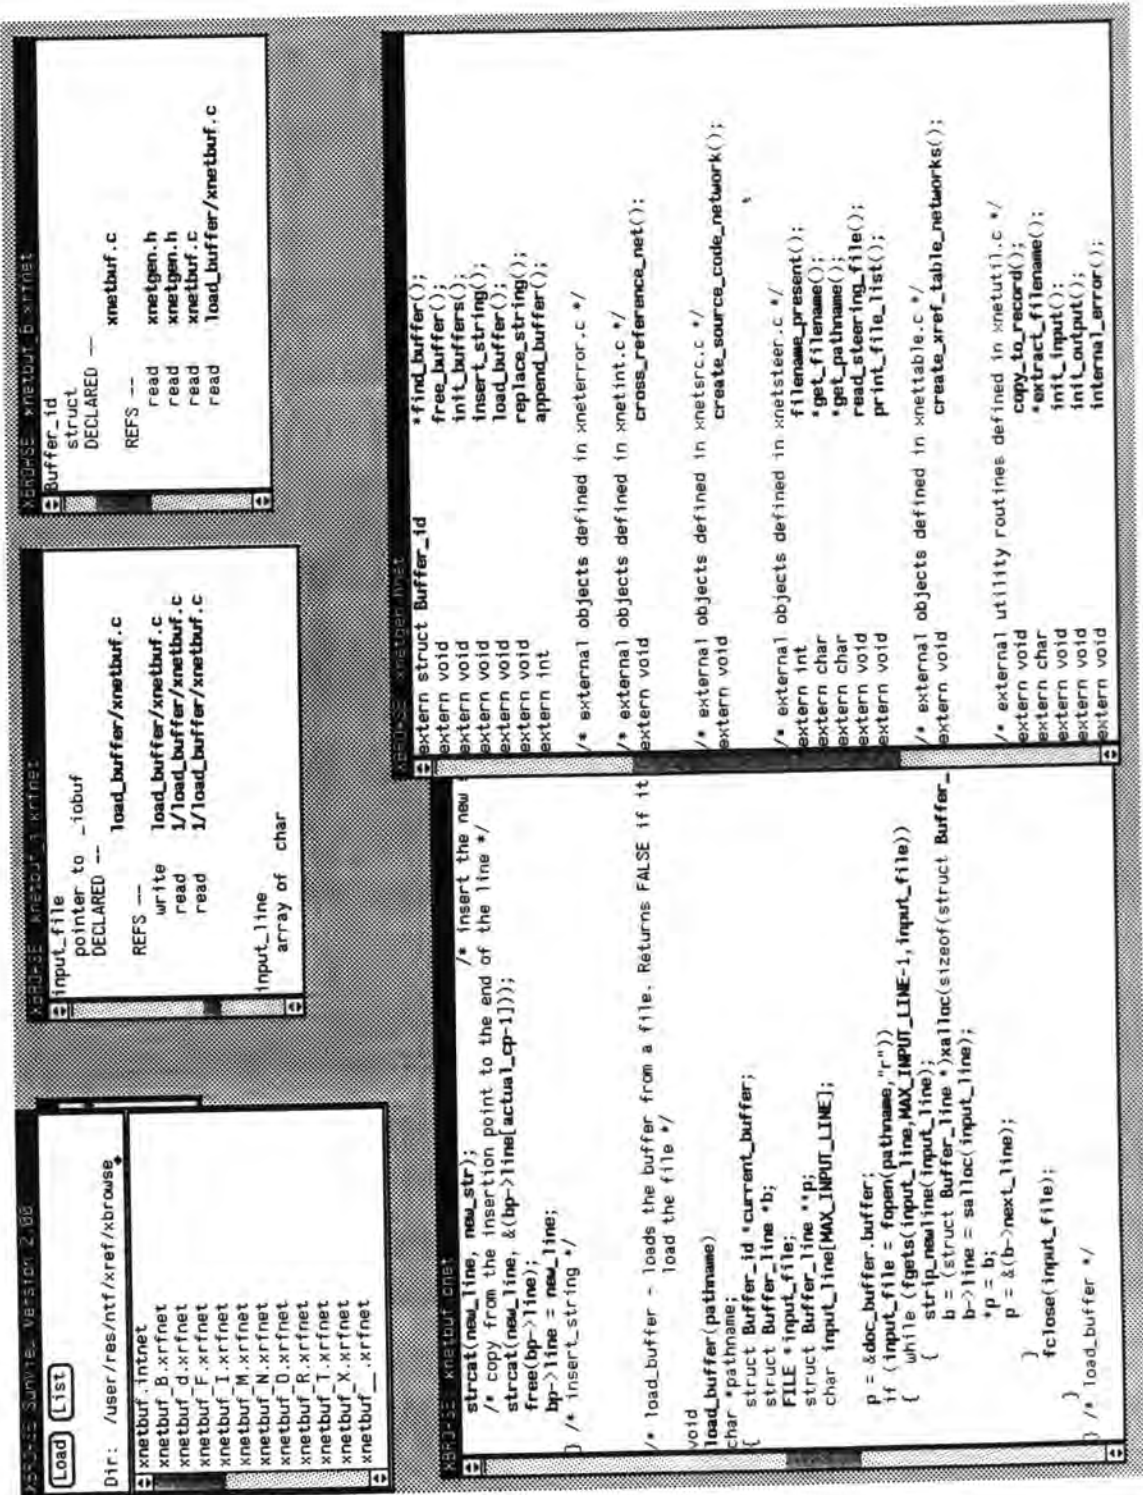 XBROWSE Sunview, version 2.00
Load List
Dir: /user/res/ntf/xref/xbrowse
xnetbuf.intnet
xnetbuf_B.xrfnet
xnetbuf_d.xrfnet
xnetbuf_F.xrfnet
xnetbuf_I.xrfnet
xnetbuf_M.xrfnet
xnetbuf_N.xrfnet
xnetbuf_O.xrfnet
xnetbuf_R.xrfnet
xnetbuf_T.xrfnet
xnetbuf_X.xrfnet
xnetbuf__.xrfnet
XBROWSE xnetbuf_i.xrfnet
input_file
pointer to _iobuf
DECLARED --
load_buffer/xnetbuf.c
REFS --
write load_buffer/xnetbuf.c
read 1/load_buffer/xnetbuf.c
read 1/load_buffer/xnetbuf.c
input_line
array of char
XBROWSE xnetbuf_b.xrfnet
Buffer_id
struct
DECLARED --
xnetbuf.c
REFS --
read xnetgen.h
read xnetgen.h
read xnetbuf.c
read load_buffer/xnetbuf.c
XBROWSE xnetbuf.cnet
strcat(new_line, new_str); /* insert the new
/* copy from the insertion point to the end of the line */
strcat(new_line, &(bp->line[actual_cp-1]));
free(bp->line);
bp->line = new_line;
} /* insert_string */
/* load_buffer - loads the buffer from a file. Returns FALSE if it
load the file */
void
load_buffer(pathname)
char *pathname;
{ struct Buffer_id *current_buffer;
struct Buffer_line *b;
FILE *input_file;
struct Buffer_line **p;
char input_line[MAX_INPUT_LINE];
p = &doc_buffer.buffer;
if (input_file = fopen(pathname,"r"))
{ while (fgets(input_line,MAX_INPUT_LINE-1,input_file))
{ strip_newline(input_line);
b = (struct Buffer_line *)xalloc(sizeof(struct Buffer_
b->line = salloc(input_line);
*p = b;
p = &(b->next_line);
}
fclose(input_file);
}
} /* load_buffer */
XBROWSE xnetgen.hnet
extern struct Buffer_id *find_buffer();
extern void free_buffer();
extern void init_buffers();
extern void insert_string();
extern void load_buffer();
extern void replace_string();
extern int append_buffer();
/* external objects defined in xneterror.c */
/* external objects defined in xnetint.c */
extern void cross_reference_net();
/* external objects defined in xnetsrc.c */
extern void create_source_code_network();
/* external objects defined in xnetsteer.c */
extern int filename_present();
extern char *get_filename();
extern char *get_pathname();
extern void read_steering_file();
extern void print_file_list();
/* external objects defined in xnettable.c */
extern void create_xref_table_networks();
/* external utility routines defined in xnetutil.c */
extern void copy_to_record();
extern char *extract_filename();
extern void init_input();
extern void init_output();
extern void internal_error();